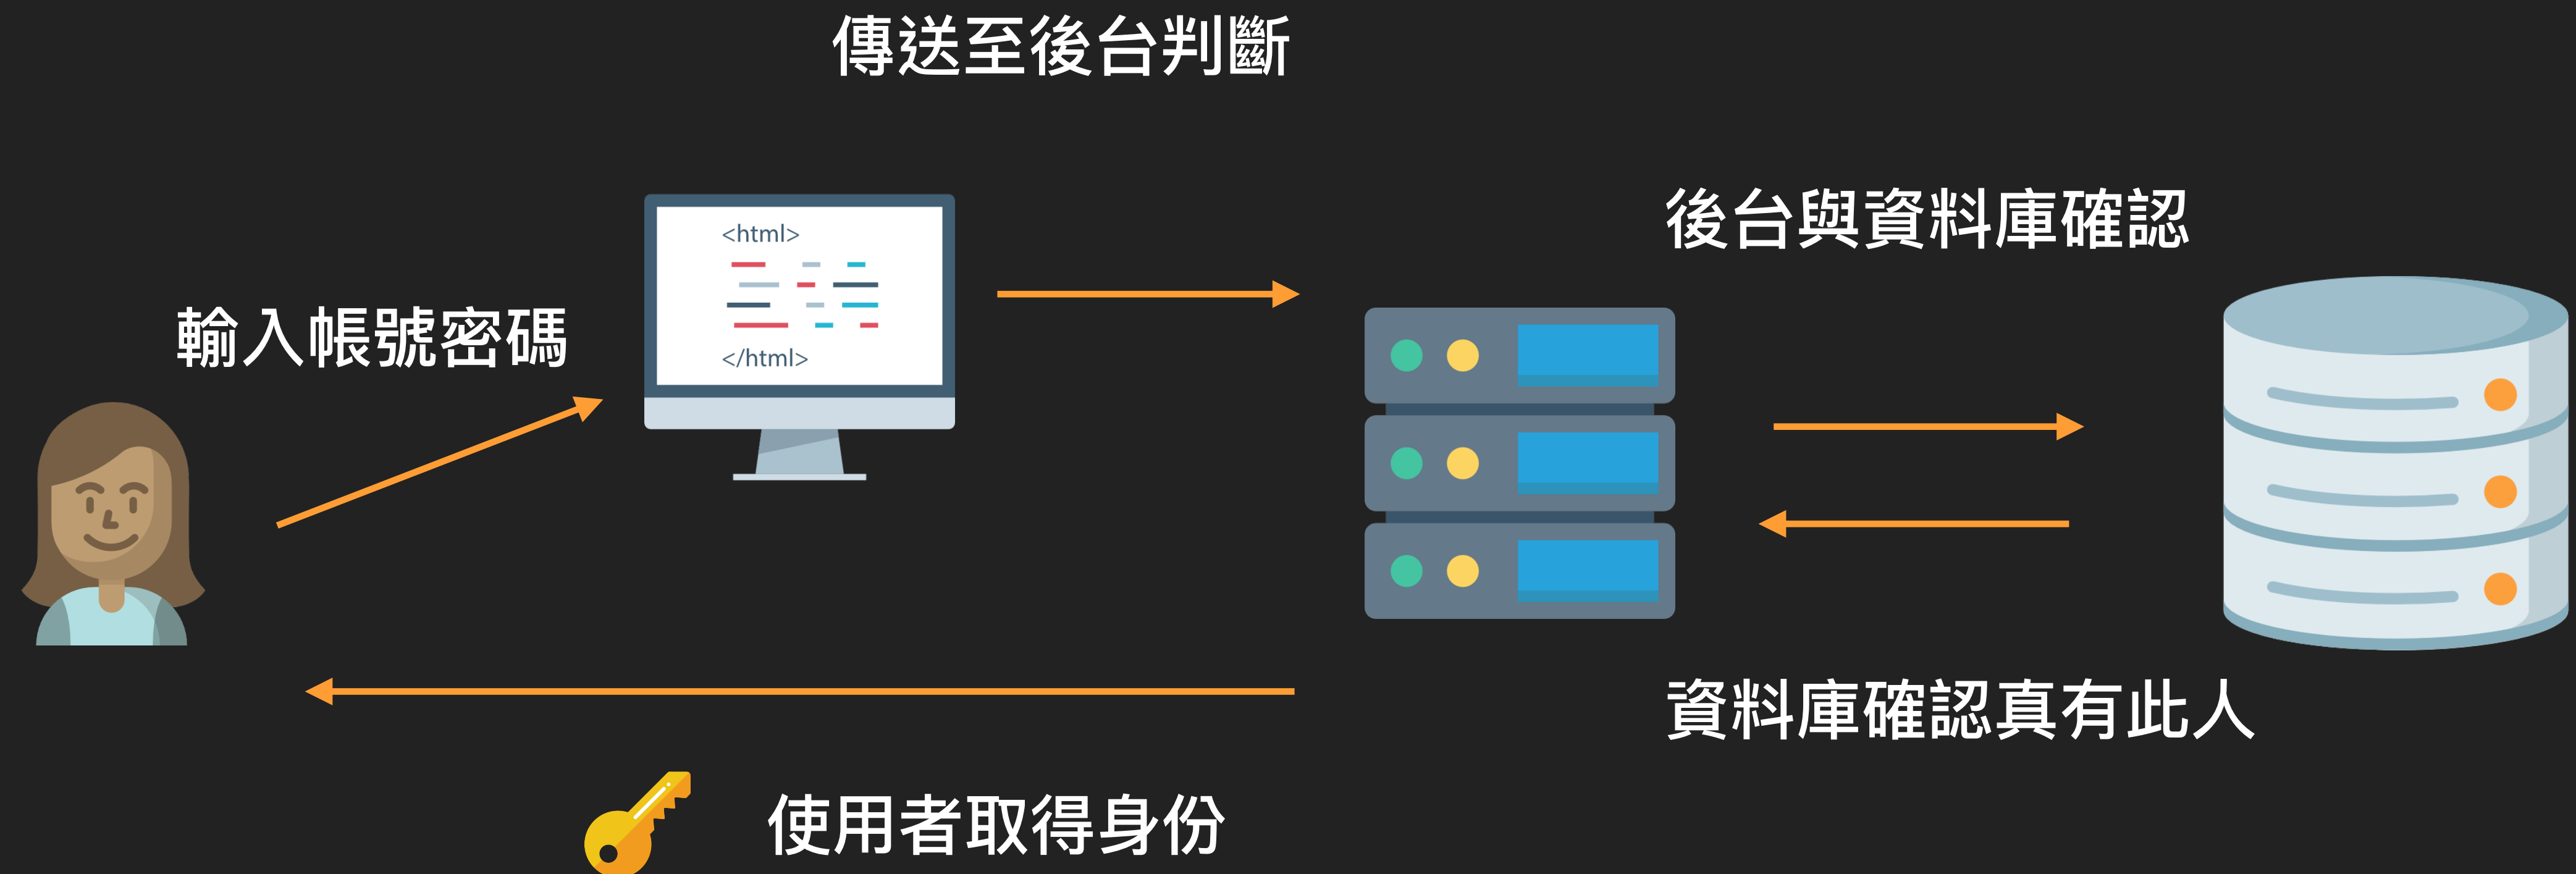 傳送至後台判斷
後台與資料庫確認
輸入帳號密碼
<html>
</html>
資料庫確認真有此人
使用者取得身份